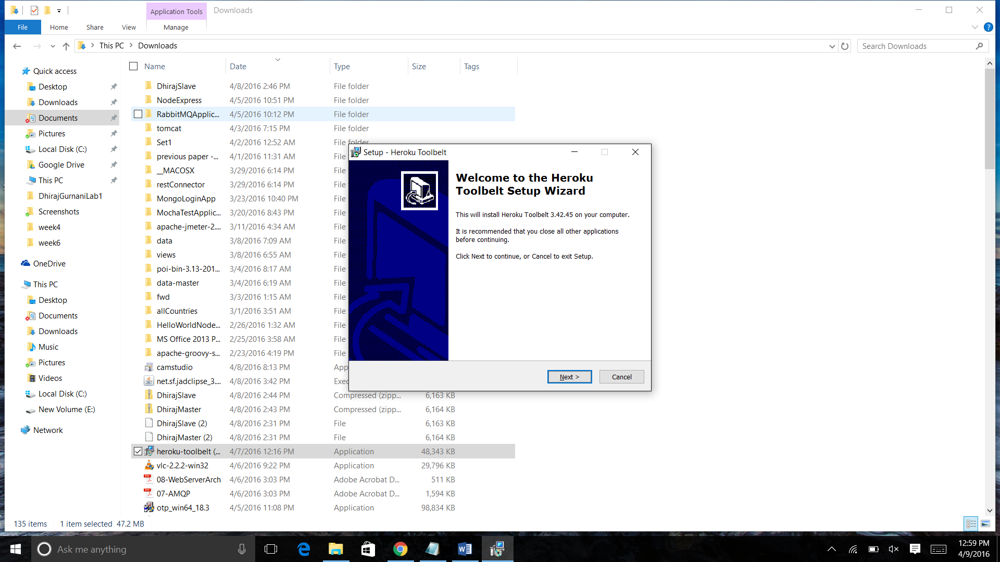 Application Tools
Downloads
File
Home
Share
View
Manage
This PC
Downloads
Search Downloads
Name
Date
Type
Size
Tags
Quick access
Desktop
Downloads
Documents
Pictures
Local Disk (C:)
Google Drive
This PC
DhirajGurnaniLab1
Screenshots
week4
week6
OneDrive
This PC
Desktop
Documents
Downloads
Music
Pictures
Videos
Local Disk (C:)
New Volume (E:)
Network
DhirajSlave 4/8/2016 2:46 PM File folder
NodeExpress 4/5/2016 10:51 PM File folder
RabbitMQApplic... 4/5/2016 10:12 PM File folder
tomcat 4/3/2016 7:15 PM File folder
Set1 4/2/2016 12:52 AM File folder
previous paper -... 4/1/2016 11:31 AM File
__MACOSX 3/29/2016 6:14 PM File
restConnector 3/29/2016 6:14 PM File
MongoLoginApp 3/23/2016 10:40 PM File
MochaTestApplic... 3/20/2016 8:43 PM File
apache-jmeter-2.... 3/11/2016 4:34 AM File
data 3/8/2016 7:09 AM File
views 3/8/2016 6:55 AM File
poi-bin-3.13-201... 3/4/2016 8:17 AM File
data-master 3/4/2016 6:19 AM File
fwd 3/3/2016 1:15 AM File
allCountries 3/1/2016 3:51 AM File
HelloWorldNode... 2/26/2016 1:32 AM File
MS Office 2013 P... 2/25/2016 3:58 AM File
apache-groovy-s... 2/23/2016 4:19 PM File
camstudio 4/8/2016 8:13 PM App
net.sf.jadclipse_3.... 4/8/2016 3:42 PM Exec
DhirajSlave 4/8/2016 2:44 PM Compressed (zipp... 6,163 KB
DhirajMaster 4/8/2016 2:43 PM Compressed (zipp... 6,164 KB
DhirajSlave (2) 4/8/2016 2:31 PM File 6,163 KB
DhirajMaster (2) 4/8/2016 2:31 PM File 6,164 KB
heroku-toolbelt (... 4/7/2016 12:16 PM Application 48,343 KB
vlc-2.2.2-win32 4/6/2016 9:22 PM Application 29,796 KB
08-WebServerArch 4/6/2016 3:03 PM Adobe Acrobat D... 511 KB
07-AMQP 4/6/2016 3:03 PM Adobe Acrobat D... 1,594 KB
otp_win64_18.3 4/5/2016 11:08 PM Application 98,834 KB
Setup - Heroku Toolbelt
Welcome to the Heroku
Toolbelt Setup Wizard
This will install Heroku Toolbelt 3.42.45 on your computer.
It is recommended that you close all other applications
before continuing.
Click Next to continue, or Cancel to exit Setup.
Next >
Cancel
135 items 1 item selected 47.2 MB
Ask me anything
12:59 PM
4/9/2016